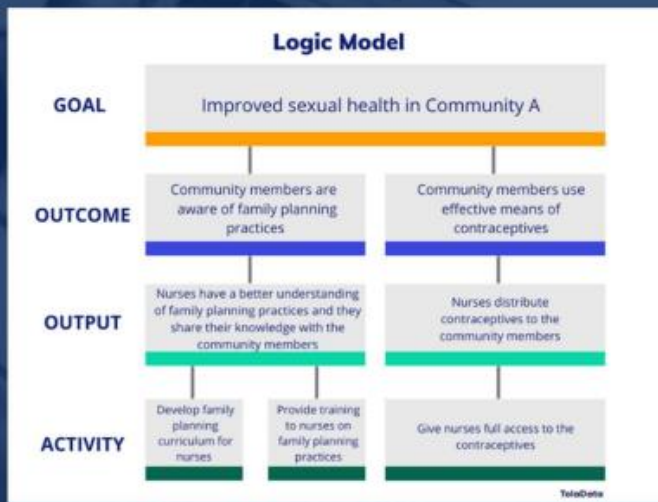 Logic Model
GOAL
Improved sexual health in Community A
OUTCOME
Community members are
aware of family planning
practices
Community members use
effective means of
contraceptives
OUTPUT
Nurses have a better understanding
of family planning practices and they
share their knowledge with the
community members
Nurses distribute
contraceptives to the
community members
ACTIVITY
Develop family
planning
curriculum for
nurses
Provide training
to nurses on
family planning
practices
Give nurses full access to the
contraceptives
TolaData